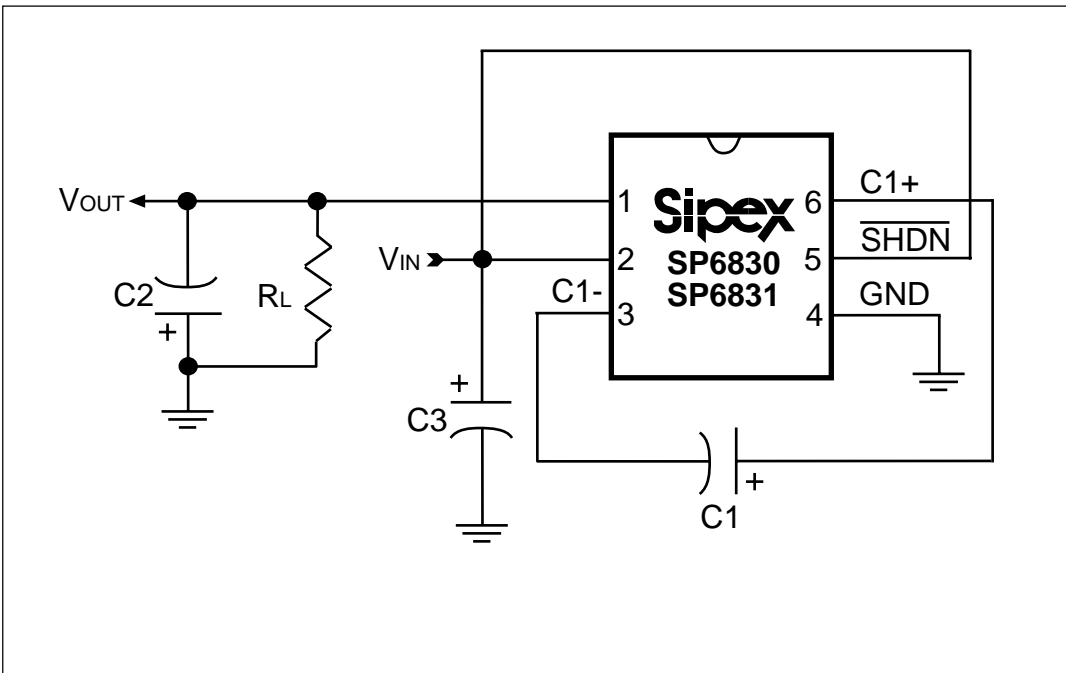 C1+
1
Sipex
6
VOUT
SHDN
VIN
2
SP6830
5
C1-
SP6831
GND
C2
RL
3
4
+
+
C3
+
C1